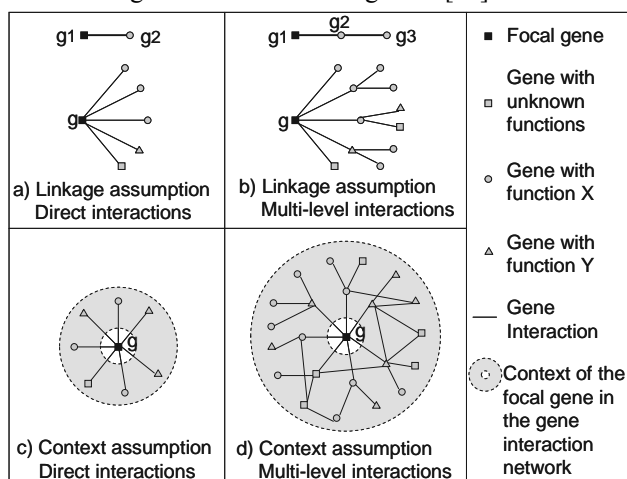 g1
g2
g
a) Linkage assumption
Direct interactions
g1
g2
g3
g
b) Linkage assumption
Multi-level interactions
g
c) Context assumption
Direct interactions
g
d) Context assumption
Multi-level interactions
Focal gene
Gene with
unknown
functions
Gene with
function X
Gene with
function Y
Gene
Interaction
Context of the
focal gene in
the gene
interaction
network